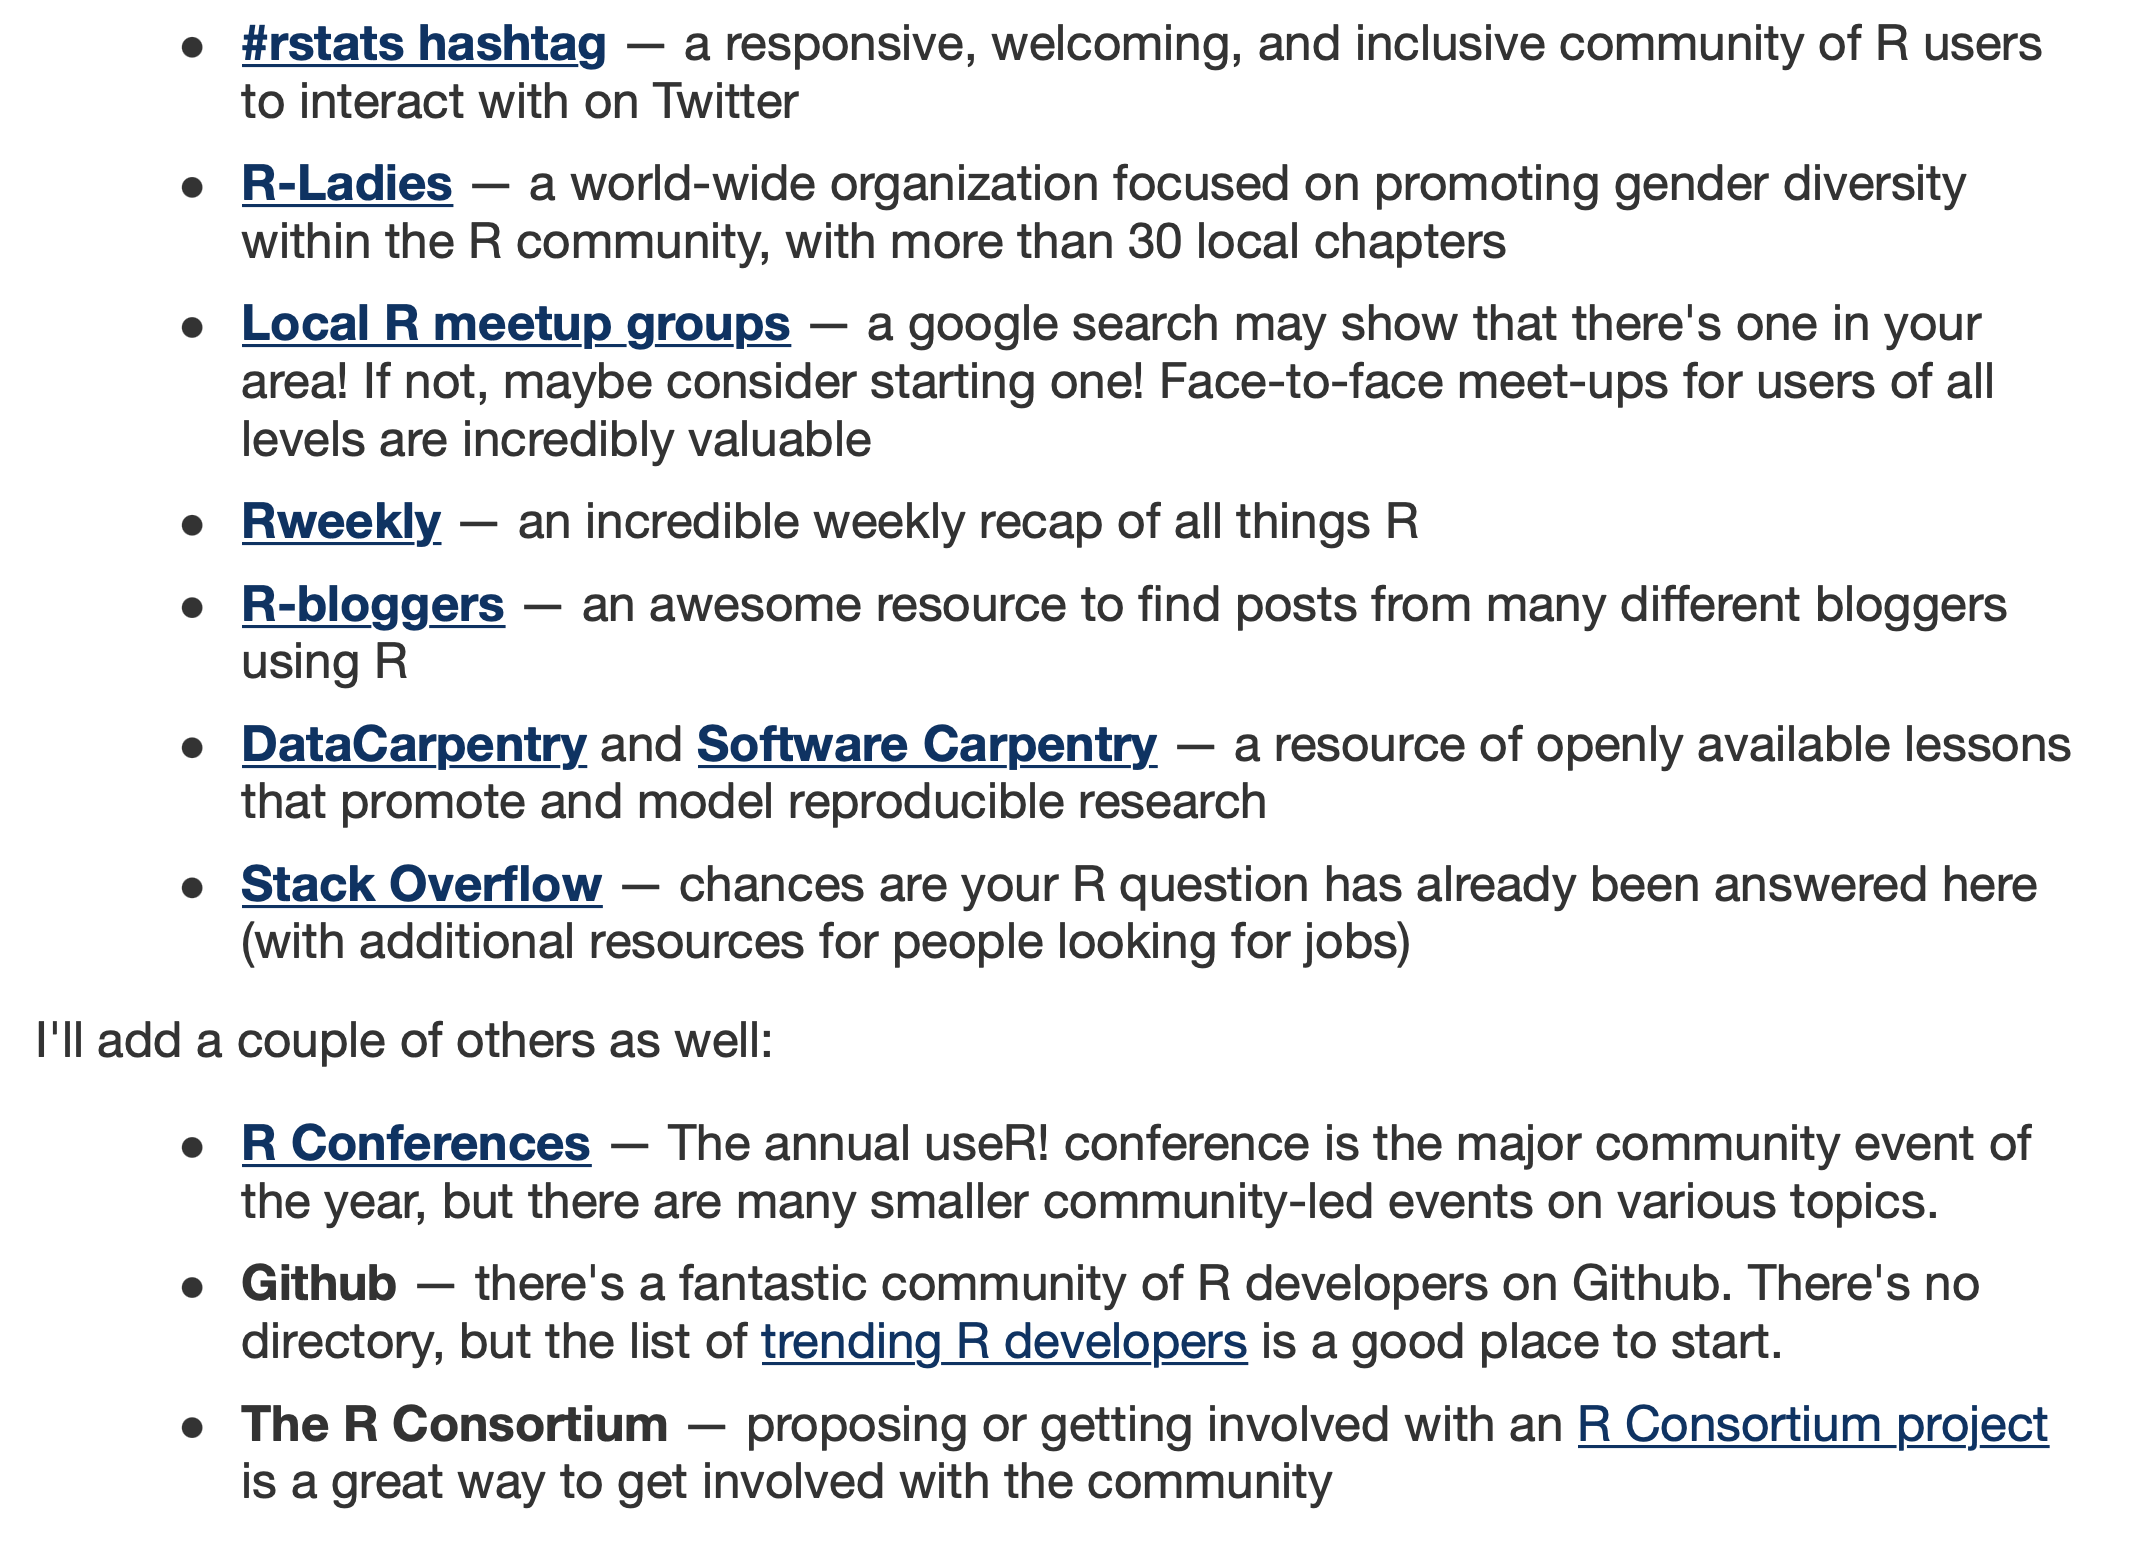 • #rstats hashtag — a responsive, welcoming, and inclusive community of R users
to interact with on Twitter
• R-Ladies — a world-wide organization focused on promoting gender diversity
within the R community, with more than 30 local chapters
• Local R meetup groups — a google search may show that there's one in your
area! If not, maybe consider starting one! Face-to-face meet-ups for users of all
levels are incredibly valuable
• Rweekly — an incredible weekly recap of all things R
• R-bloggers — an awesome resource to find posts from many different bloggers
using R
• DataCarpentry and Software Carpentry — a resource of openly available lessons
that promote and model reproducible research
• Stack Overflow — chances are your R question has already been answered here
(with additional resources for people looking for jobs)
I'll add a couple of others as well:
• R Conferences — The annual useR! conference is the major community event of
the year, but there are many smaller community-led events on various topics.
• Github — there's a fantastic community of R developers on Github. There's no
directory, but the list of trending R developers is a good place to start.
• The R Consortium — proposing or getting involved with an R Consortium project
is a great way to get involved with the community